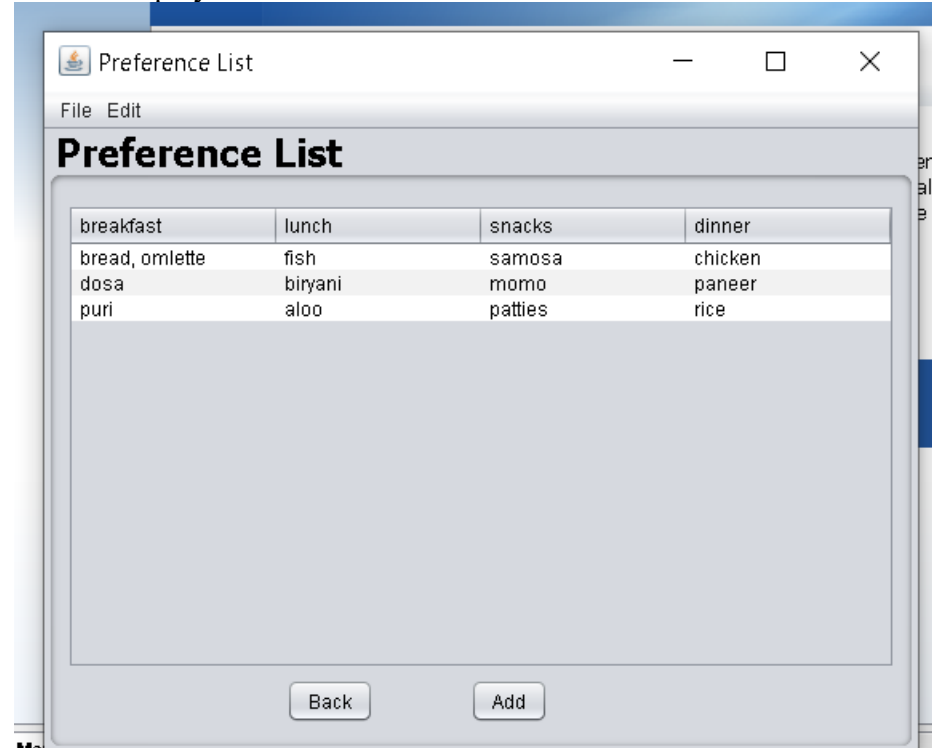 Preference List
File Edit
Preference List
breakfast lunch snacks dinner
bread, omlette fish samosa chicken
dosa biryani momo paneer
puri aloo patties rice
Back Add